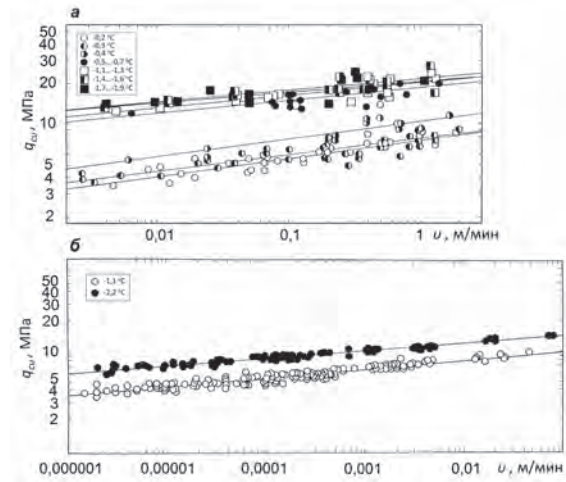 а
50
40
30
20
10
5
4
3
2
q_cu, МПа
-0,2 °C
-0,3 °C
-0,4 °C
-0,5...-0,7 °C
-1,1...-1,3 °C
-1,4...-1,6 °C
-1,7...-1,9 °C
0,01 0,1 1 υ, м/мин
б
50
40
30
20
10
5
4
3
2
q_cu, МПа
-1,1 °C
-2,2 °C
0,000001 0,00001 0,0001 0,001 0,01 υ, м/мин